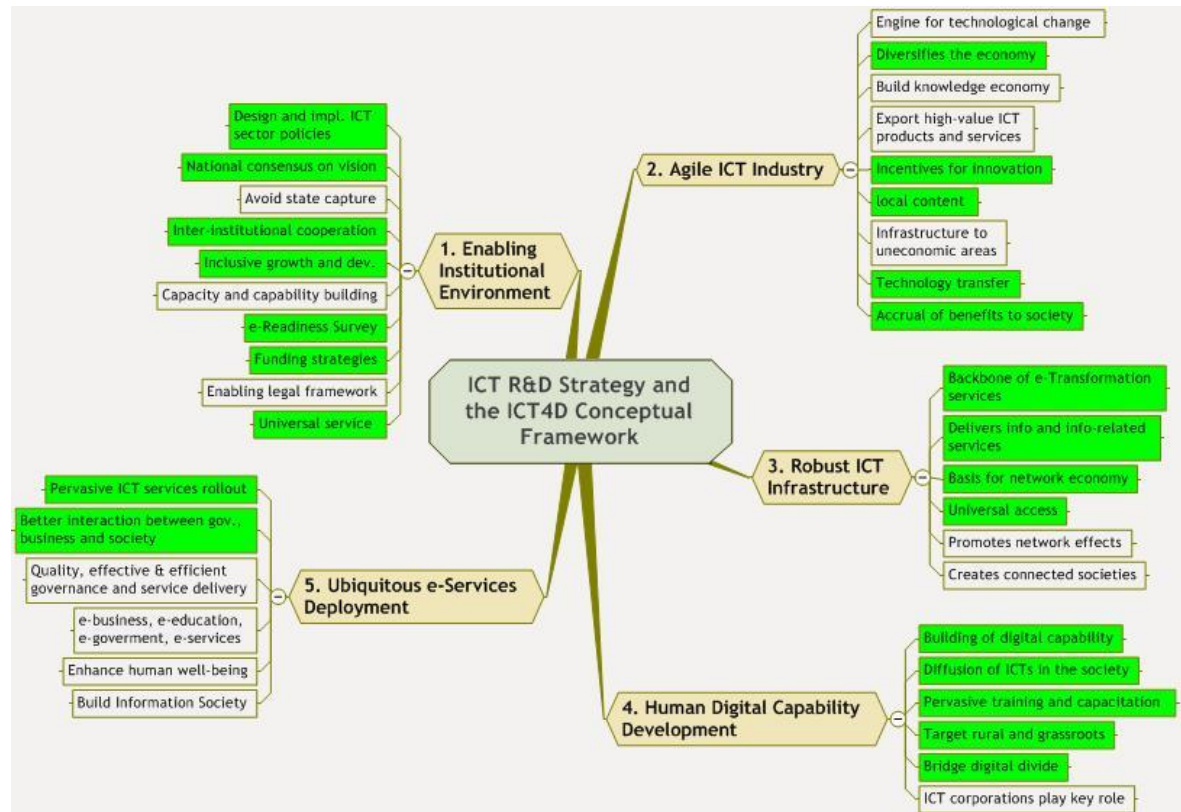 ICT R&D Strategy and
the ICT4D Conceptual
Framework
1. Enabling
Institutional
Environment
Design and impl. ICT
sector policies
National consensus on vision
Avoid state capture
Inter-institutional cooperation
Inclusive growth and dev.
Capacity and capability building
e-Readiness Survey
Funding strategies
Enabling legal framework
Universal service
2. Agile ICT Industry
Engine for technological change
Diversifies the economy
Build knowledge economy
Export high-value ICT
products and services
Incentives for innovation
local content
Infrastructure to
uneconomic areas
Technology transfer
Accrual of benefits to society
3. Robust ICT
Infrastructure
Backbone of e-Transformation
services
Delivers info and info-related
services
Basis for network economy
Universal access
Promotes network effects
Creates connected societies
4. Human Digital Capability
Development
Building of digital capability
Diffusion of ICTs in the society
Pervasive training and capacitation
Target rural and grassroots
Bridge digital divide
ICT corporations play key role
5. Ubiquitous e-Services
Deployment
Pervasive ICT services rollout
Better interaction between gov.,
business and society
Quality, effective & efficient
governance and service delivery
e-business, e-education,
e-goverment, e-services
Enhance human well-being
Build Information Society